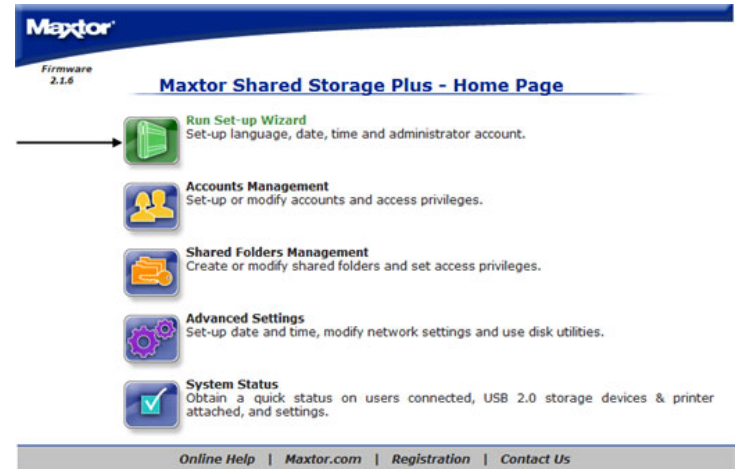 Maxtor
Firmware
2.1.6
Maxtor Shared Storage Plus - Home Page
Run Set-up Wizard
Set-up language, date, time and administrator account.
Accounts Management
Set-up or modify accounts and access privileges.
Shared Folders Management
Create or modify shared folders and set access privileges.
Advanced Settings
Set-up date and time, modify network settings and use disk utilities.
System Status
Obtain a quick status on users connected, USB 2.0 storage devices & printer
attached, and settings.
Online Help | Maxtor.com | Registration | Contact Us